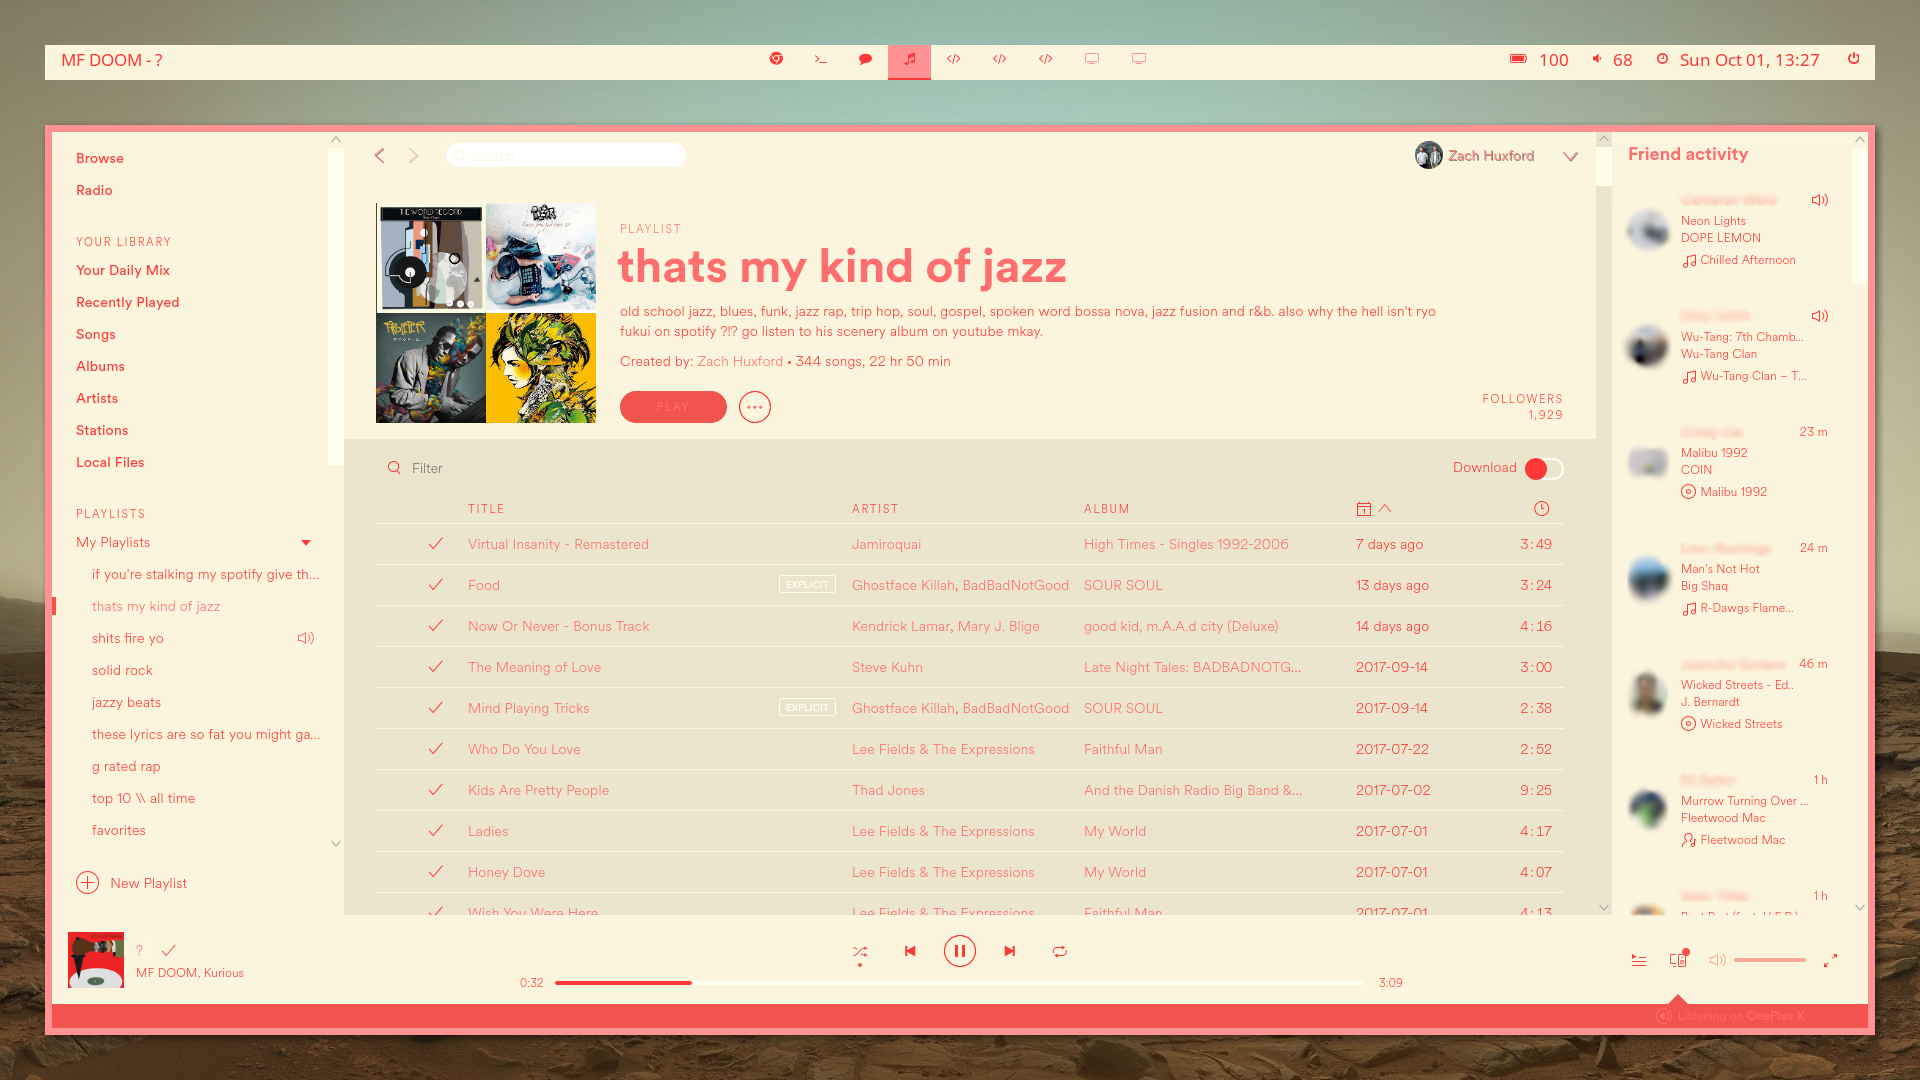 MF DOOM - ?
100
68
Sun Oct 01, 13:27
Browse
Radio
YOUR LIBRARY
Your Daily Mix
Recently Played
Songs
Albums
Artists
Stations
Local Files
PLAYLISTS
My Playlists
if you're stalking my spotify give th...
thats my kind of jazz
shits fire yo
solid rock
jazzy beats
these lyrics are so fat you might ga...
g rated rap
top 10 \\ all time
favorites
New Playlist
Search
Zach Huxford
THE WORLD RECORD
PLAYLIST
thats my kind of jazz
old school jazz, blues, funk, jazz rap, trip hop, soul, gospel, spoken word bossa nova, jazz fusion and r&b. also why the hell isn't ryo
fukui on spotify ?!? go listen to his scenery album on youtube mkay.
Created by: Zach Huxford • 344 songs, 22 hr 50 min
PLAY
FOLLOWERS
1,929
Filter
Download
TITLE ARTIST ALBUM
Virtual Insanity - Remastered Jamiroquai High Times - Singles 1992-2006 7 days ago 3:49
Food EXPLICIT Ghostface Killah, BadBadNotGood SOUR SOUL 13 days ago 3:24
Now Or Never - Bonus Track Kendrick Lamar, Mary J. Blige good kid, m.A.A.d city (Deluxe) 14 days ago 4:16
The Meaning of Love Steve Kuhn Late Night Tales: BADBADNOTG... 2017-09-14 3:00
Mind Playing Tricks EXPLICIT Ghostface Killah, BadBadNotGood SOUR SOUL 2017-09-14 2:38
Who Do You Love Lee Fields & The Expressions Faithful Man 2017-07-22 2:52
Kids Are Pretty People Thad Jones And the Danish Radio Big Band &... 2017-07-02 9:25
Ladies Lee Fields & The Expressions My World 2017-07-01 4:17
Honey Dove Lee Fields & The Expressions My World 2017-07-01 4:07
Wish You Were Here Lee Fields & The Expressions Faithful Man 2017-07-01 4:13
Friend activity
Neon Lights
DOPE LEMON
Chilled Afternoon
Wu-Tang: 7th Chamb...
Wu-Tang Clan
Wu-Tang Clan – T...
23 m
Malibu 1992
COIN
Malibu 1992
24 m
Man's Not Hot
Big Shaq
R-Dawgs Flame...
46 m
Wicked Streets - Ed..
J. Bernardt
Wicked Streets
1 h
Murrow Turning Over ...
Fleetwood Mac
Fleetwood Mac
1 h
?
MF DOOM, Kurious
0:32
3:09
Listening on OnePlus X